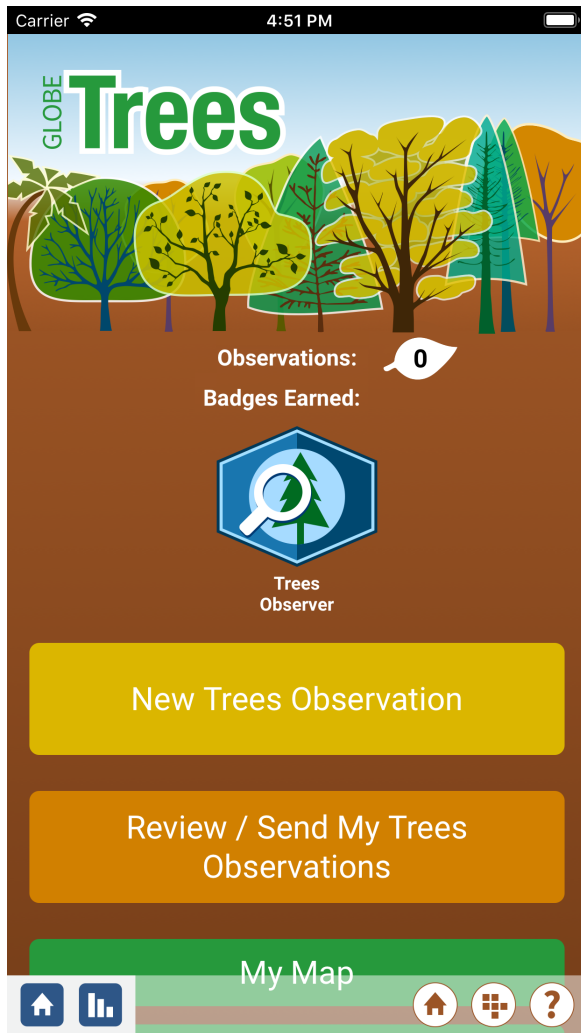 Carrier 4:51 PM
GLOBE
Trees
Observations: 0
Badges Earned:
Trees
Observer
New Trees Observation
Review / Send My Trees
Observations
My Map
?